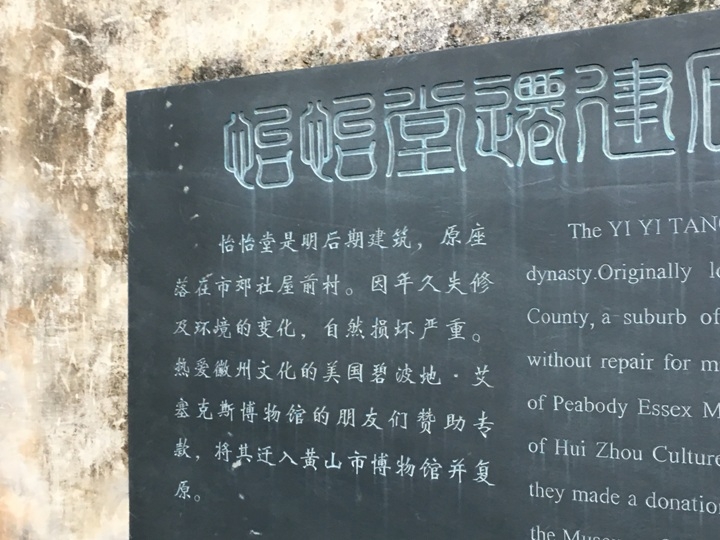 怡怡堂迁建
怡怡堂是明后期建筑，原座
落在市郊社屋前村。因年久失修
及环境的变化，自然损坏严重。
热爱徽州文化的美国碧波地·艾
塞克斯博物馆的朋友们赞助专
款，将其迁入黄山市博物馆并复
原。
The YI YI TANG
dynasty.Originally
County, a suburb of
without repair for
of Peabody Essex
of Hui Zhou Culture
they made a donation
the